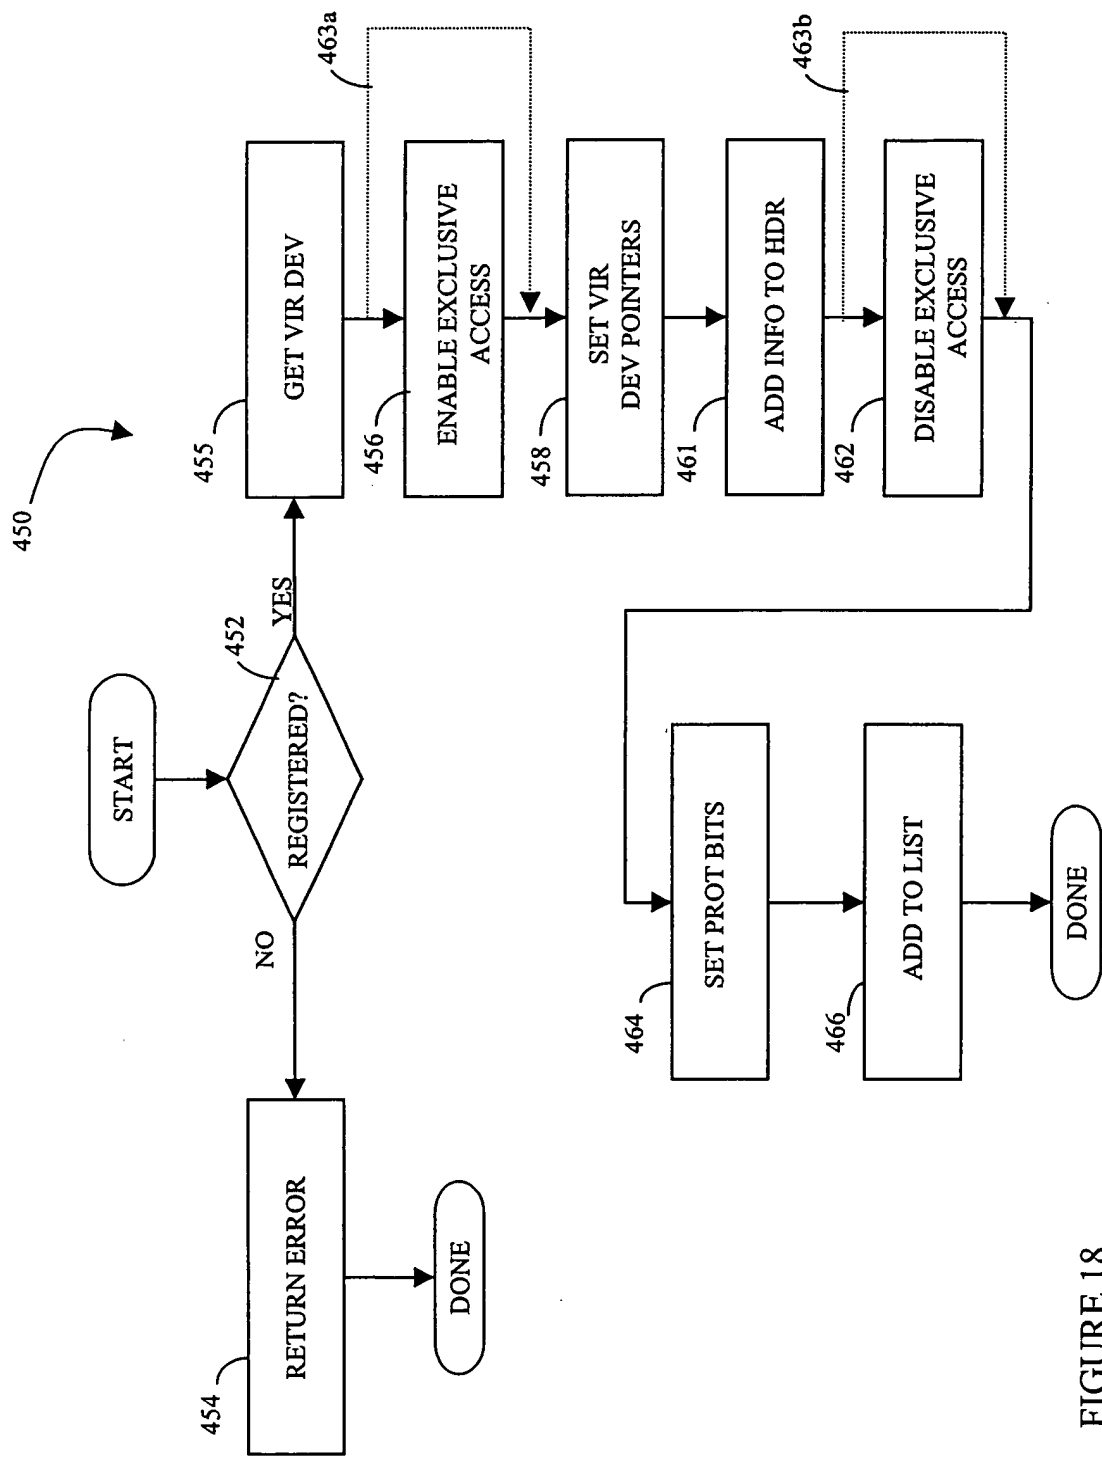 450
START
452
REGISTERED?
NO
YES
454
RETURN ERROR
DONE
455
GET VIR DEV
463a
456
ENABLE EXCLUSIVE
ACCESS
458
SET VIR
DEV POINTERS
461
ADD INFO TO HDR
463b
462
DISABLE EXCLUSIVE
ACCESS
464
SET PROT BITS
466
ADD TO LIST
DONE
FIGURE 18